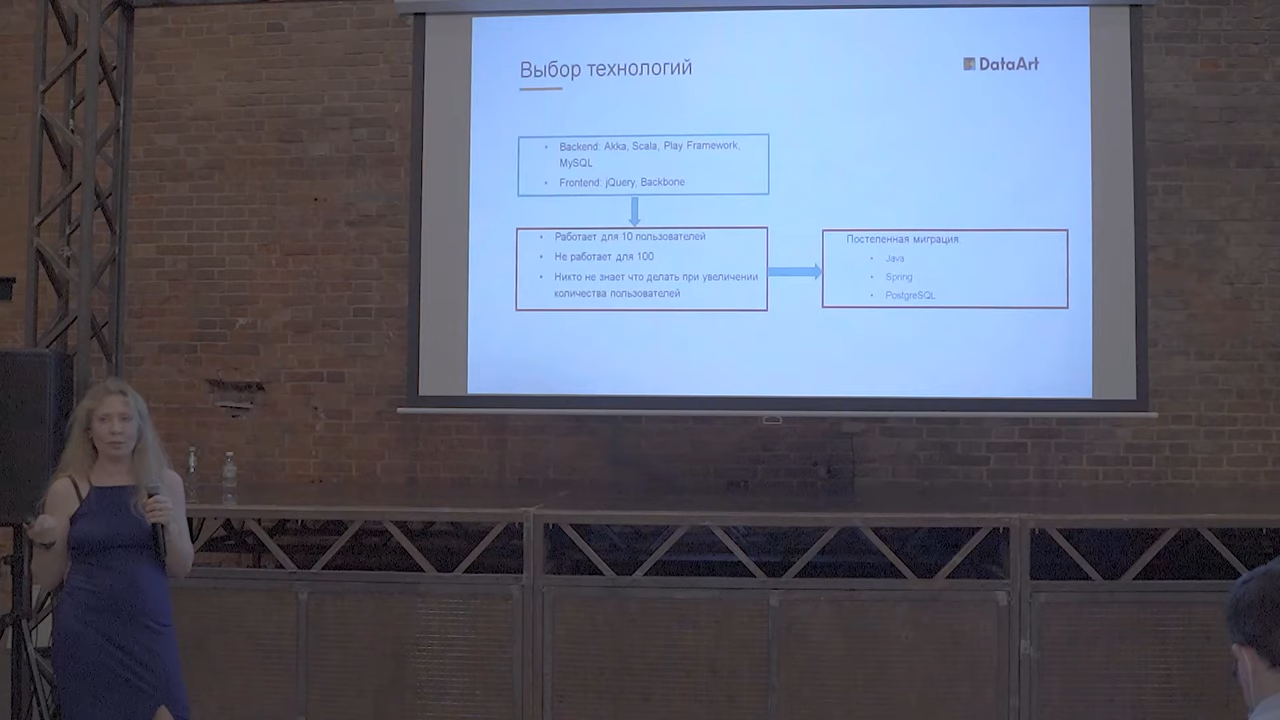 Выбор технологий
DataArt
• Backend: Akka, Scala, Play Framework,
MySQL
• Frontend: jQuery, Backbone
• Работает для 10 пользователей
• Не работает для 100
• Никто не знает что делать при увеличении
количества пользователей
Постепенная миграция
• Java
• Spring
• PostgreSQL